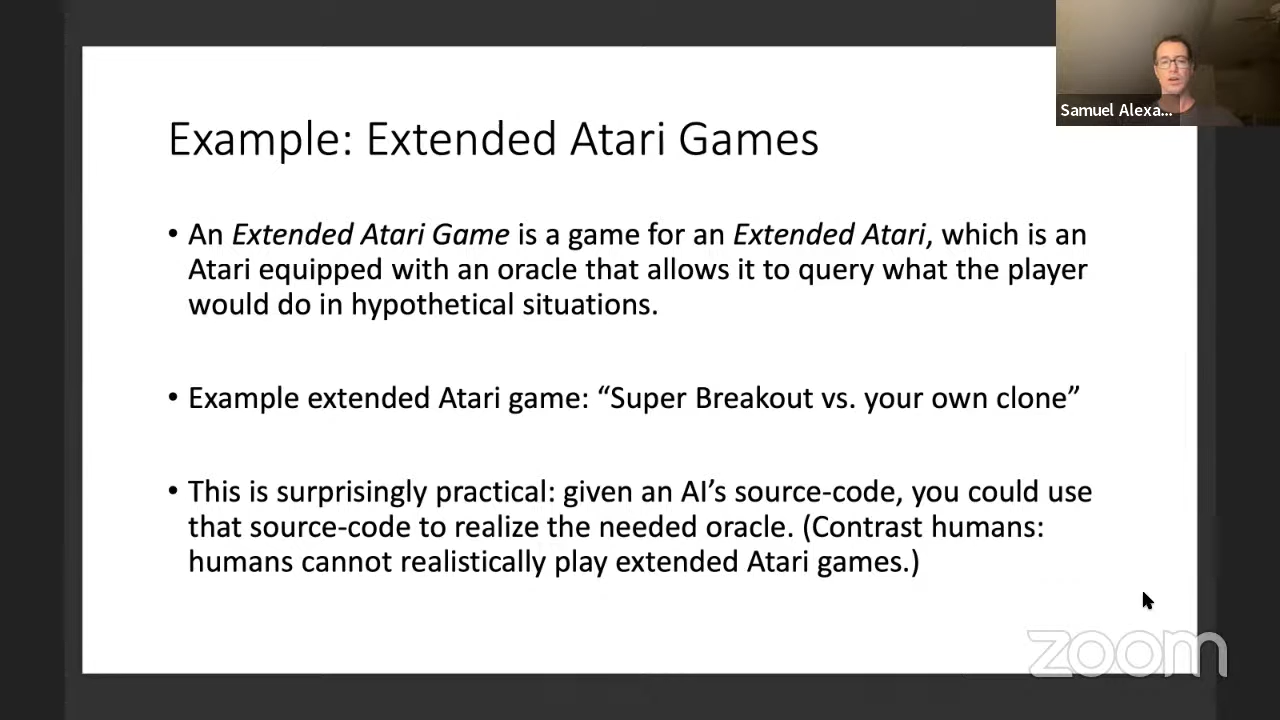 Samuel Alexa...
Example: Extended Atari Games
• An Extended Atari Game is a game for an Extended Atari, which is an
Atari equipped with an oracle that allows it to query what the player
would do in hypothetical situations.
• Example extended Atari game: “Super Breakout vs. your own clone”
• This is surprisingly practical: given an AI’s source-code, you could use
that source-code to realize the needed oracle. (Contrast humans:
humans cannot realistically play extended Atari games.)
zoom